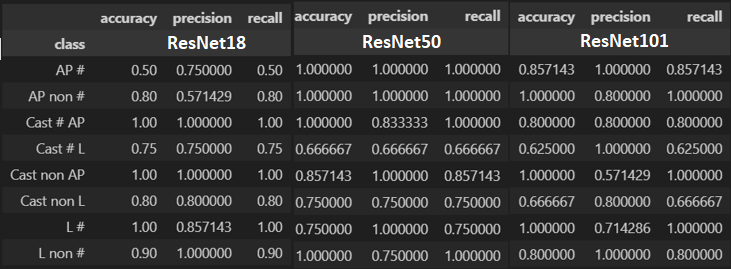 accuracy precision recall accuracy precision recall accuracy precision recall
class ResNet18 ResNet50 ResNet101
AP # 0.50 0.750000 0.50 1.000000 1.000000 1.000000 0.857143 1.000000 0.857143
AP non # 0.80 0.571429 0.80 1.000000 1.000000 1.000000 1.000000 0.800000 1.000000
Cast # AP 1.00 1.000000 1.00 1.000000 0.833333 1.000000 0.800000 0.800000 0.800000
Cast # L 0.75 0.750000 0.75 0.666667 0.666667 0.666667 0.625000 1.000000 0.625000
Cast non AP 1.00 1.000000 1.00 0.857143 1.000000 0.857143 1.000000 0.571429 1.000000
Cast non L 0.80 0.800000 0.80 0.750000 0.750000 0.750000 0.666667 0.800000 0.666667
L # 1.00 0.857143 1.00 0.750000 1.000000 0.750000 1.000000 0.714286 1.000000
L non # 0.90 1.000000 0.90 1.000000 0.750000 1.000000 0.800000 1.000000 0.800000